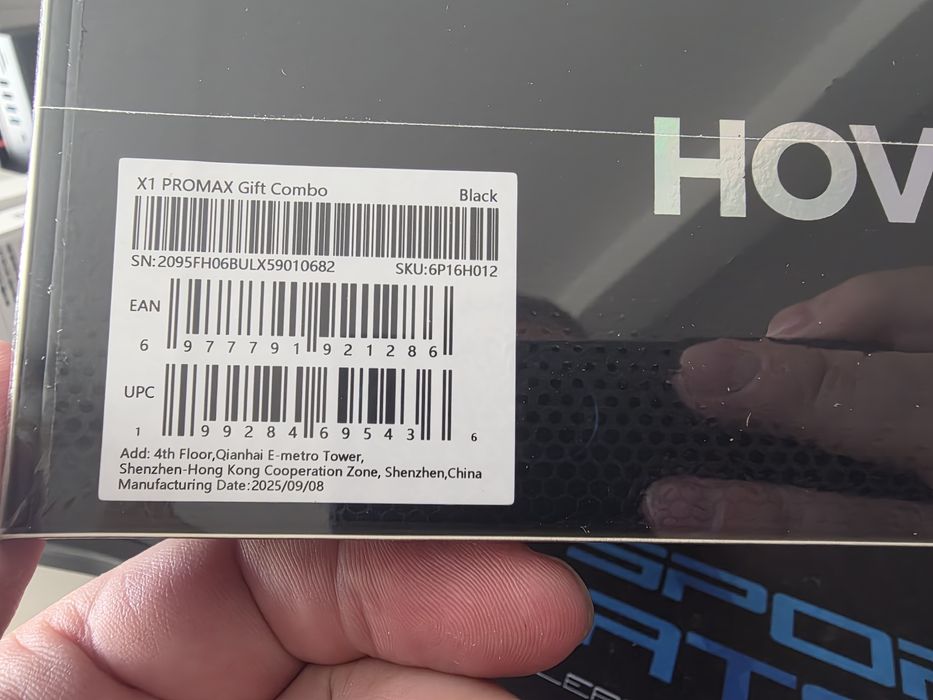 X1 PROMAX Gift Combo Black
HOV
SN:2095FH06BULX59010682 SKU:6P16H012
EAN
6 977791 921286
UPC
1 99284 69543 6
Add: 4th Floor,Qianhai E-metro Tower,
Shenzhen-Hong Kong Cooperation Zone, Shenzhen,China
Manufacturing Date:2025/09/08